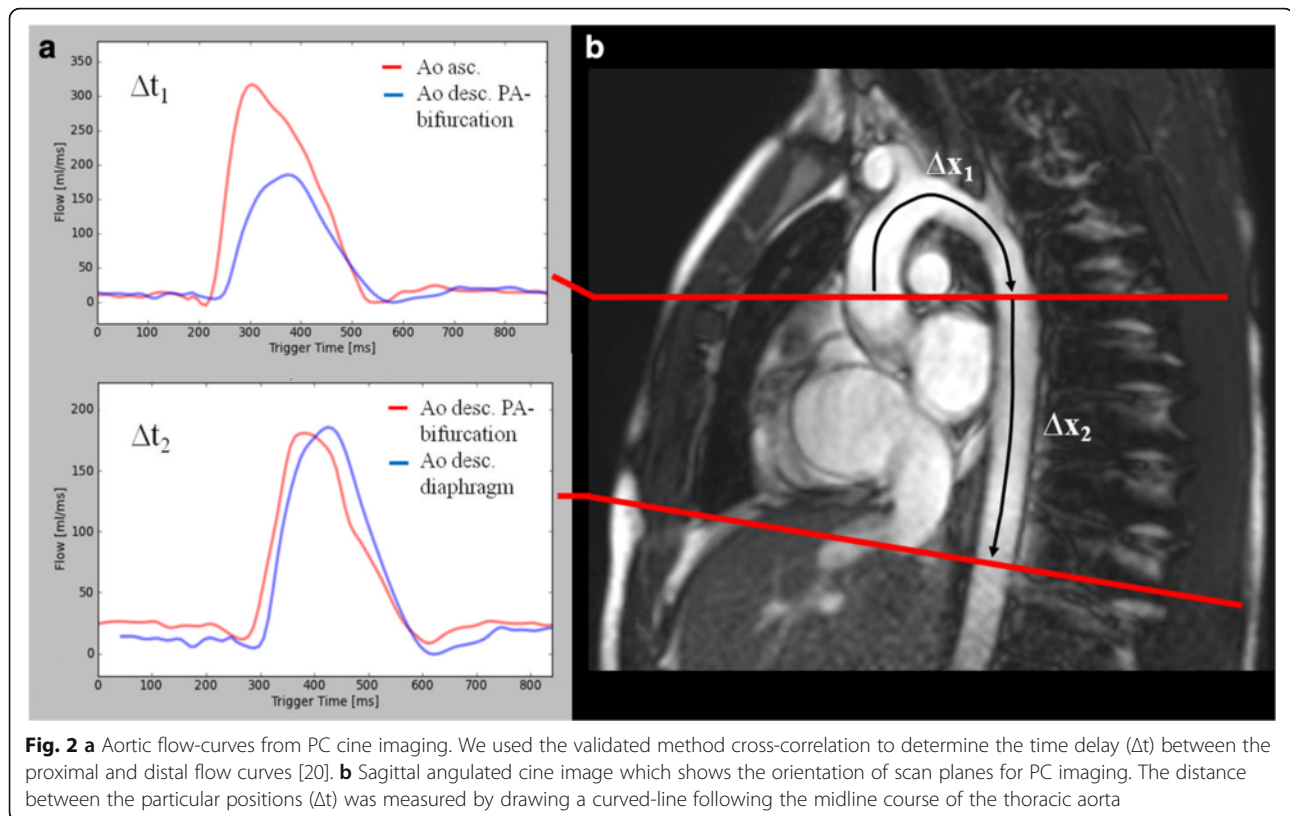 a
Δt1
Ao asc.
Ao desc. PA-
bifurcation
Flow [ml/ms]
350
300
250
200
150
100
50
0
0 100 200 300 400 500 600 700 800
Trigger Time [ms]
Δt2
Ao desc. PA-
bifurcation
Ao desc.
diaphragm
Flow [ml/ms]
200
150
100
50
0
0 100 200 300 400 500 600 700 800
Trigger Time [ms]
b
Δx1
Δx2
Fig. 2 a Aortic flow-curves from PC cine imaging. We used the validated method cross-correlation to determine the time delay (Δt) between the
proximal and distal flow curves [20]. b Sagittal angulated cine image which shows the orientation of scan planes for PC imaging. The distance
between the particular positions (Δt) was measured by drawing a curved-line following the midline course of the thoracic aorta